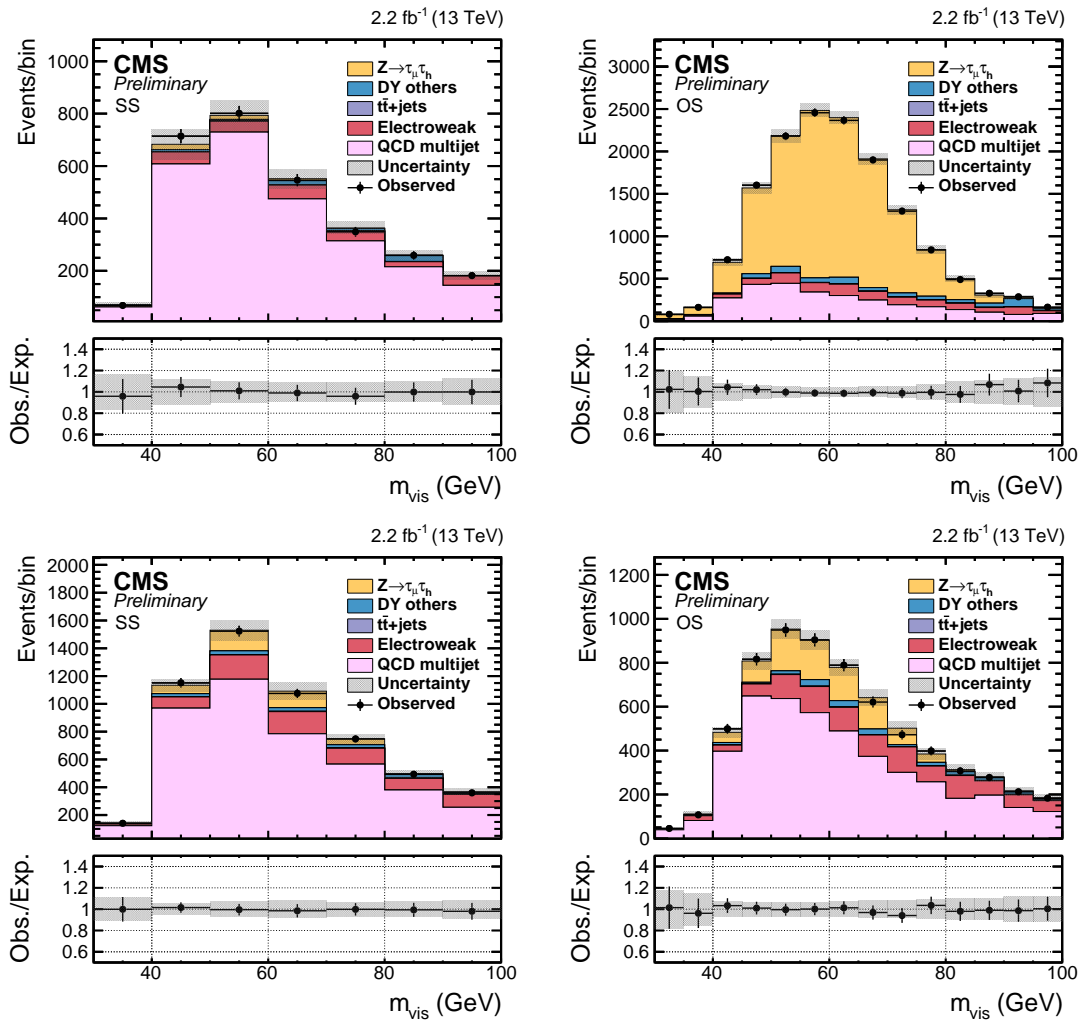 2.2 fb⁻¹ (13 TeV)
Events/bin
1000
800
600
400
200
CMS
Preliminary
SS
Z→τ_μτ_h
DY others
tt̄+jets
Electroweak
QCD multijet
Uncertainty
Observed
Obs./Exp.
1.4
1.2
1
0.8
0.6
40 60 80 100
m_vis (GeV)
2.2 fb⁻¹ (13 TeV)
Events/bin
3000
2500
2000
1500
1000
500
0
CMS
Preliminary
OS
Z→τ_μτ_h
DY others
tt̄+jets
Electroweak
QCD multijet
Uncertainty
Observed
Obs./Exp.
1.4
1.2
1
0.8
0.6
40 60 80 100
m_vis (GeV)
2.2 fb⁻¹ (13 TeV)
Events/bin
2000
1800
1600
1400
1200
1000
800
600
400
200
CMS
Preliminary
SS
Z→τ_μτ_h
DY others
tt̄+jets
Electroweak
QCD multijet
Uncertainty
Observed
Obs./Exp.
1.4
1.2
1
0.8
0.6
40 60 80 100
m_vis (GeV)
2.2 fb⁻¹ (13 TeV)
Events/bin
1200
1000
800
600
400
200
0
CMS
Preliminary
OS
Z→τ_μτ_h
DY others
tt̄+jets
Electroweak
QCD multijet
Uncertainty
Observed
Obs./Exp.
1.4
1.2
1
0.8
0.6
40 60 80 100
m_vis (GeV)